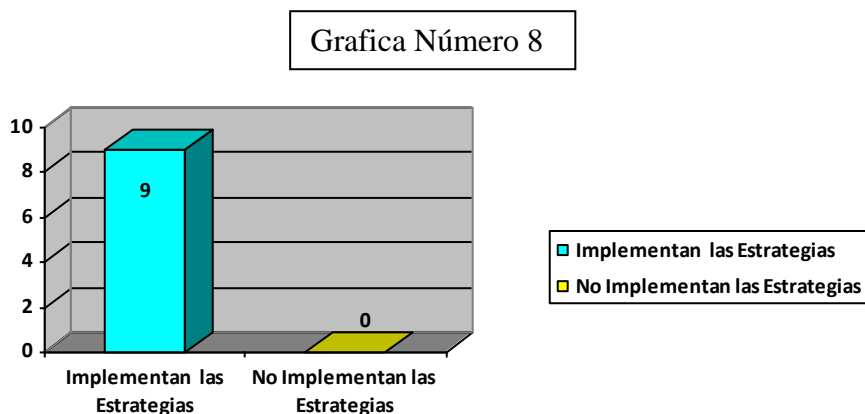 Grafica Número 8
10
8
6
4
2
0
9
0
Implementan las
Estrategias
No Implementan las
Estrategias
Implementan las Estrategias
No Implementan las Estrategias